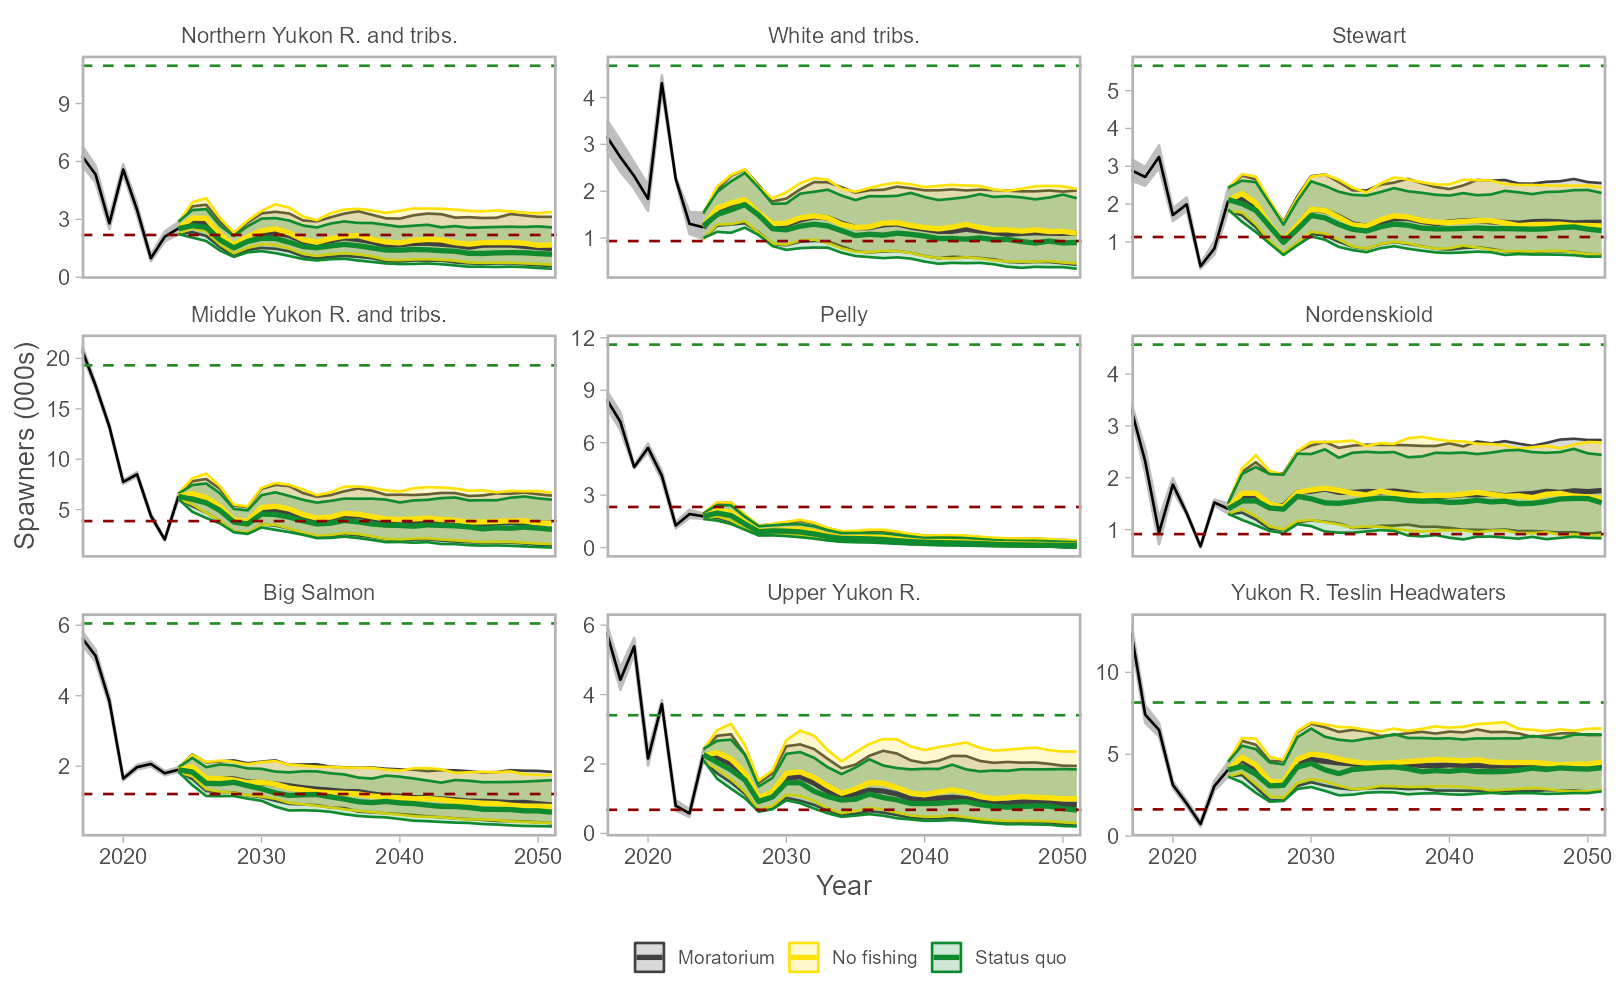 Northern Yukon R. and tribs.
White and tribs.
Stewart
9
6
3
0
4
3
2
1
5
4
3
2
1
Middle Yukon R. and tribs.
Pelly
Nordenskiold
Spawners (000s)
20
15
10
5
12
9
6
3
0
4
3
2
1
Big Salmon
Upper Yukon R.
Yukon R. Teslin Headwaters
6
4
2
6
4
2
0
10
5
0
2020 2030 2040 2050
2020 2030 2040 2050
2020 2030 2040 2050
Year
Moratorium No fishing Status quo